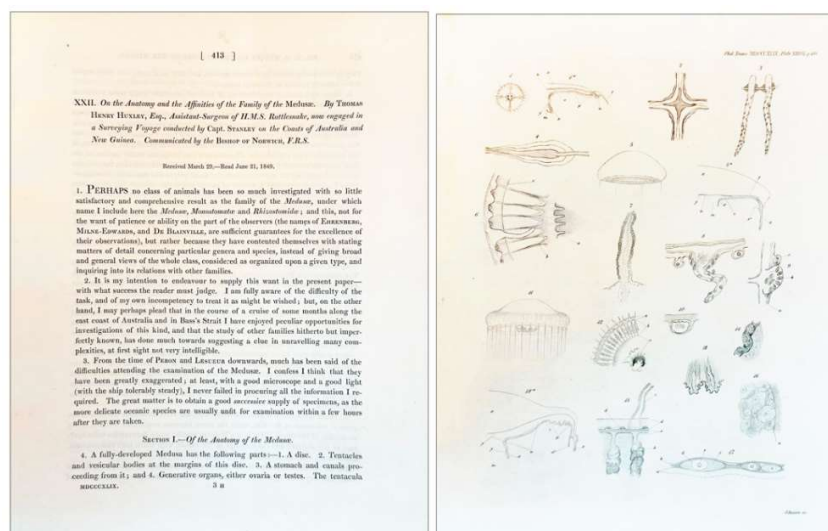 [ 413 ]
XXII. On the Anatomy and the Affinities of the Family of the Medusæ. By THOMAS
HENRY HUXLEY, Esq., Assistant-Surgeon of H.M.S. Rattlesnake, now engaged in
a Surveying Voyage conducted by Capt. STANLEY on the Coasts of Australia and
New Guinea. Communicated by the BISHOP OF NORWICH, F.R.S.
Received March 29,—Read June 21, 1849.
1. PERHAPS no class of animals has been so much investigated with so little
satisfactory and comprehensive result as the family of the Medusæ, under which
name I include here the Medusæ, Monostomatæ and Rhizostomidæ; and this, not for
the want of patience or ability on the part of the observers (the names of EHRENBERG,
MILNE-EDWARDS, and DE BLAINVILLE, are sufficient guarantees for the excellence of
their observations), but rather because they have contented themselves with stating
matters of detail concerning particular genera and species, instead of giving broad
and general views of the whole class, considered as organized upon a given type, and
inquiring into its relations with other families.
2. It is my intention to endeavour to supply this want in the present paper—
with what success the reader must judge. I am fully aware of the difficulty of the
task, and of my own incompetency to treat it as might be wished; but, on the other
hand, I may perhaps plead that in the course of a cruise of some months along the
east coast of Australia and in Bass's Strait I have enjoyed peculiar opportunities for
investigations of this kind, and that the study of other families hitherto but imper-
fectly known, has done much towards suggesting a clue in unravelling many com-
plexities, at first sight not very intelligible.
3. From the time of PERON and LESUEUR downwards, much has been said of the
difficulties attending the examination of the Medusæ. I confess I think that they
have been greatly exaggerated; at least, with a good microscope and a good light
(with the ship tolerably steady), I never failed in procuring all the information I re-
quired. The great matter is to obtain a good successive supply of specimens, as the
more delicate oceanic species are usually unfit for examination within a few hours
after they are taken.
SECTION I.—Of the Anatomy of the Medusæ.
4. A fully-developed Medusa has the following parts:—1. A disc. 2. Tentacles
and vesicular bodies at the margins of this disc. 3. A stomach and canals pro-
ceeding from it; and 4. Generative organs, either ovaria or testes. The tentacula
MDCCCXLIX. 3 H
Phil. Trans.